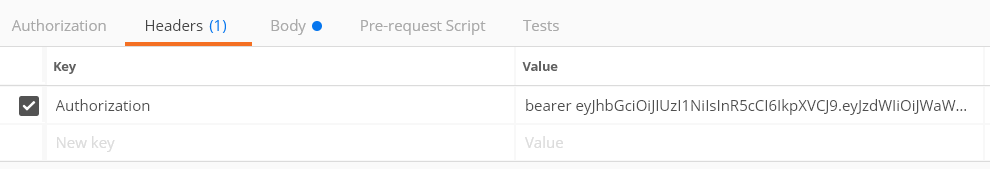 Authorization Headers (1) Body Pre-request Script Tests
Key Value
Authorization bearer eyJhbGciOiJIUzI1NiIsInR5cCI6IkpXVCJ9.eyJzdWIiOiJWaW...
New key Value